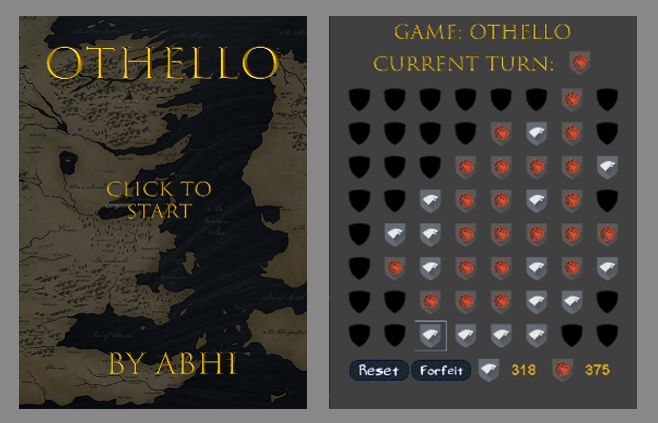 OTHELLO
CLICK TO
START
BY ABHI
GAME: OTHELLO
CURRENT TURN:
Reset Forfeit 318 375